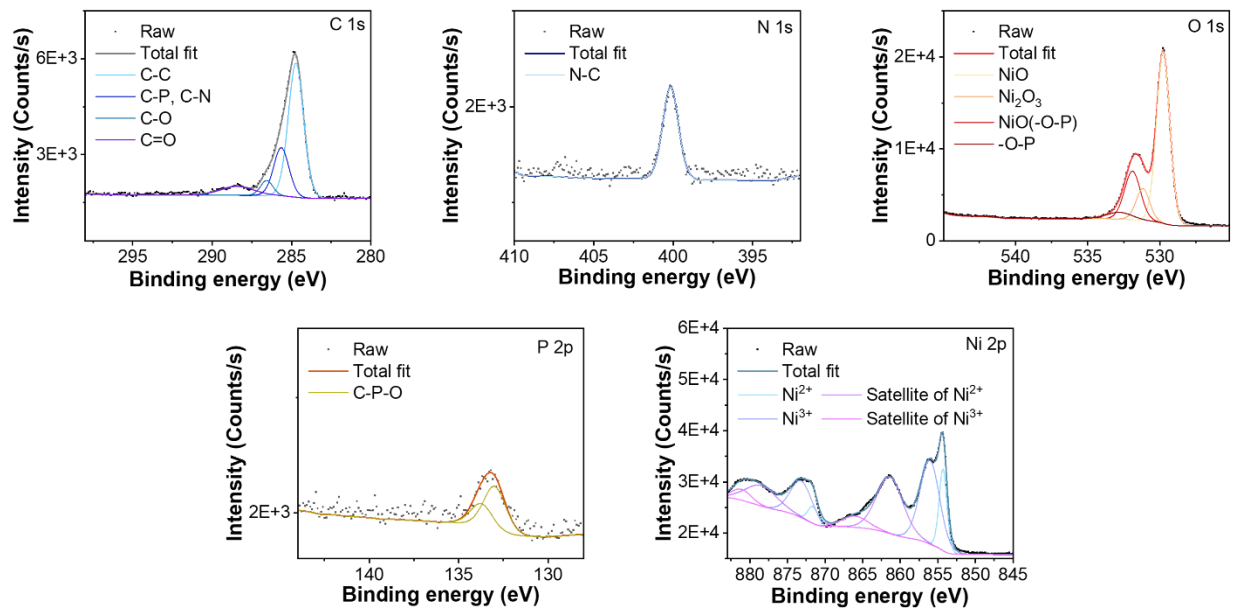 C 1s
Raw
Total fit
C-C
C-P, C-N
C-O
C=O
6E+3
3E+3
295
290
285
280
Intensity (Counts/s)
Binding energy (eV)
N 1s
Raw
Total fit
N-C
2E+3
410
405
400
395
Intensity (Counts/s)
Binding energy (eV)
O 1s
Raw
Total fit
NiO
Ni₂O₃
NiO(-O-P)
-O-P
2E+4
1E+4
0
540
535
530
Intensity (Counts/s)
Binding energy (eV)
P 2p
Raw
Total fit
C-P-O
2E+3
140
135
130
Intensity (Counts/s)
Binding energy (eV)
Ni 2p
Raw
Total fit
Ni²⁺ Satellite of Ni²⁺
Ni³⁺ Satellite of Ni³⁺
6E+4
5E+4
4E+4
3E+4
2E+4
880 875 870 865 860 855 850 845
Intensity (Counts/s)
Binding energy (eV)